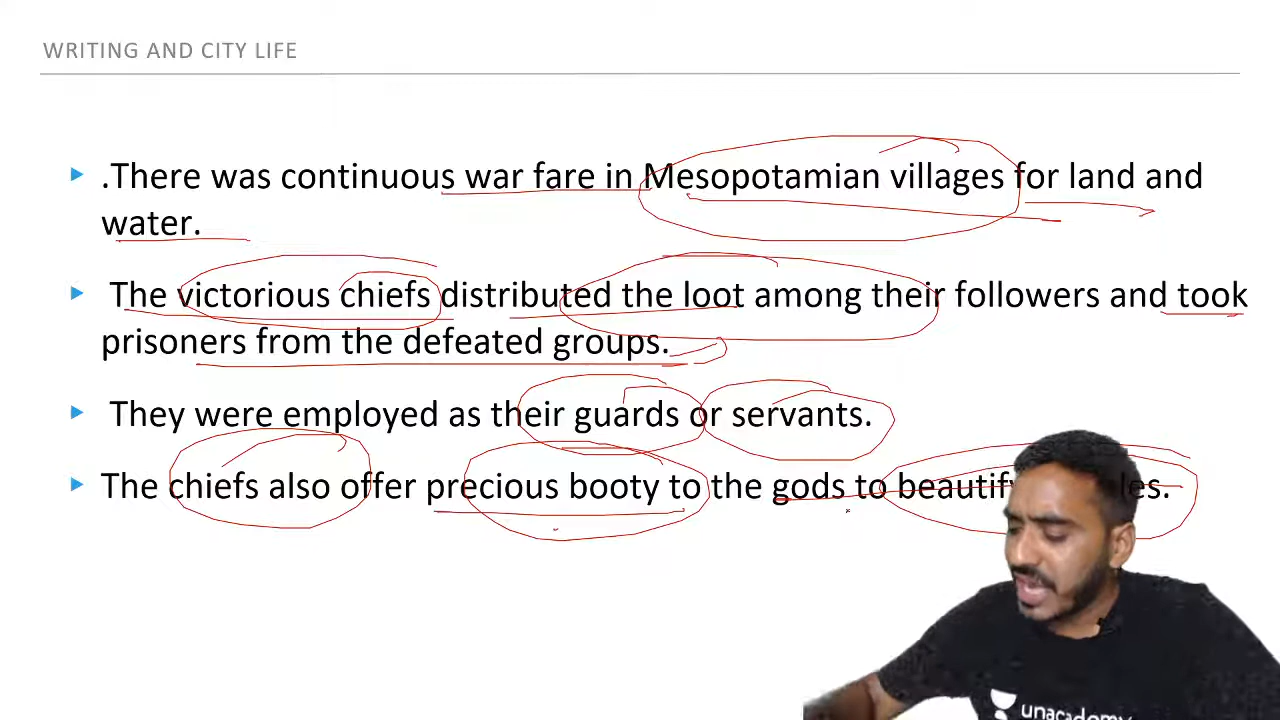 WRITING AND CITY LIFE
.There was continuous war fare in Mesopotamian villages for land and
water.
The victorious chiefs distributed the loot among their followers and took
prisoners from the defeated groups.
They were employed as their guards or servants.
The chiefs also offer precious booty to the gods to
unacademy